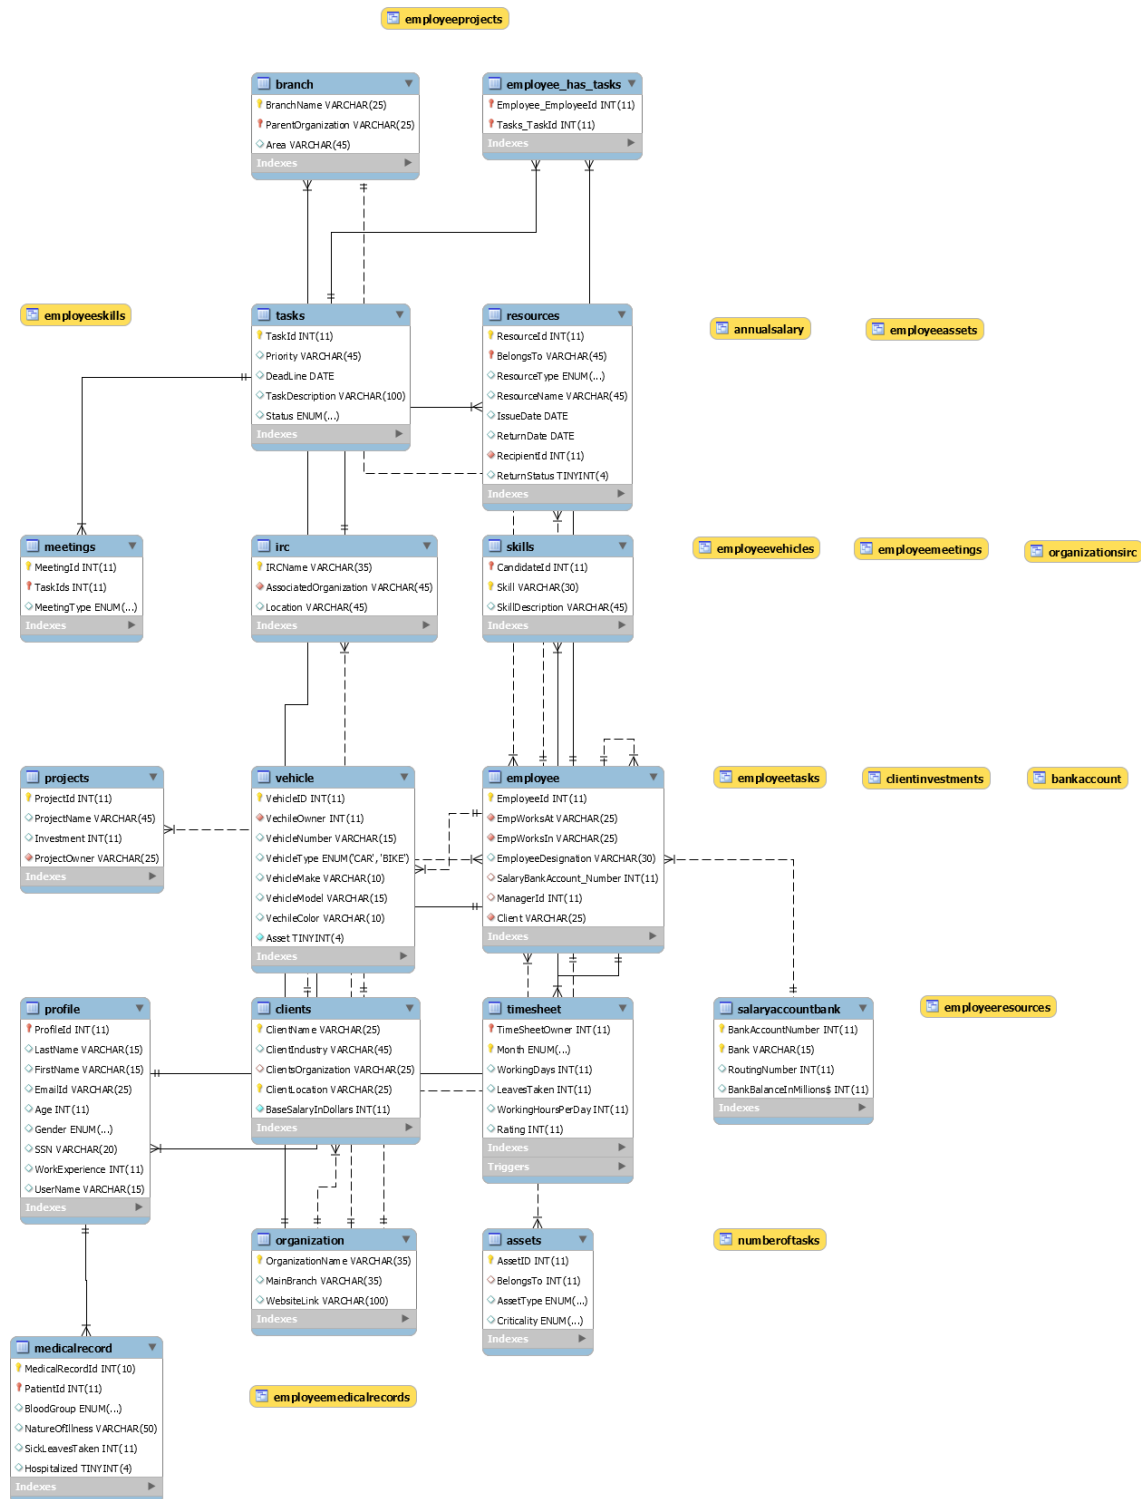 employeeprojects
branch
BranchName VARCHAR(25)
ParentOrganization VARCHAR(25)
Area VARCHAR(45)
Indexes
employee_has_tasks
Employee_EmployeeId INT(11)
Tasks_TaskId INT(11)
Indexes
employeeskills
tasks
TaskId INT(11)
Priority VARCHAR(45)
DeadLine DATE
TaskDescription VARCHAR(100)
Status ENUM(...)
Indexes
resources
ResourceId INT(11)
BelongsTo VARCHAR(45)
ResourceType ENUM(...)
ResourceName VARCHAR(45)
IssueDate DATE
ReturnDate DATE
RecipientId INT(11)
ReturnStatus TINYINT(4)
Indexes
annualsalary
employeeassets
meetings
MeetingId INT(11)
TaskIds INT(11)
MeetingType ENUM(...)
Indexes
irc
IRCName VARCHAR(35)
AssociatedOrganization VARCHAR(45)
Location VARCHAR(45)
Indexes
skills
CandidateId INT(11)
Skill VARCHAR(30)
SkillDescription VARCHAR(45)
Indexes
employeevehicles
employeemeetings
organizationsirc
projects
ProjectId INT(11)
ProjectName VARCHAR(45)
Investment INT(11)
ProjectOwner VARCHAR(25)
Indexes
vehicle
VehicleID INT(11)
VechileOwner INT(11)
VehicleNumber VARCHAR(15)
VehicleType ENUM('CAR', 'BIKE')
VehicleMake VARCHAR(10)
VehicleModel VARCHAR(15)
VechileColor VARCHAR(10)
Asset TINYINT(4)
Indexes
employee
EmployeeId INT(11)
EmpWorksAt VARCHAR(25)
EmpWorksIn VARCHAR(25)
EmployeeDesignation VARCHAR(30)
SalaryBankAccount_Number INT(11)
ManagerId INT(11)
Client VARCHAR(25)
Indexes
employeetasks
clientinvestments
bankaccount
profile
ProfileId INT(11)
LastName VARCHAR(15)
FirstName VARCHAR(15)
EmailId VARCHAR(25)
Age INT(11)
Gender ENUM(...)
SSN VARCHAR(20)
WorkExperience INT(11)
UserName VARCHAR(15)
Indexes
clients
ClientName VARCHAR(25)
ClientIndustry VARCHAR(45)
ClientsOrganization VARCHAR(25)
ClientLocation VARCHAR(25)
BaseSalaryInDollars INT(11)
Indexes
timesheet
TimeSheetOwner INT(11)
Month ENUM(...)
WorkingDays INT(11)
LeavesTaken INT(11)
WorkingHoursPerDay INT(11)
Rating INT(11)
Indexes
Triggers
salaryaccountbank
BankAccountNumber INT(11)
Bank VARCHAR(15)
RoutingNumber INT(11)
BankBalanceInMillions$ INT(11)
Indexes
employeeresources
organization
OrganizationName VARCHAR(35)
MainBranch VARCHAR(35)
WebsiteLink VARCHAR(100)
Indexes
assets
AssetID INT(11)
BelongsTo INT(11)
AssetType ENUM(...)
Criticality ENUM(...)
Indexes
numberoftasks
medicalrecord
MedicalRecordId INT(10)
PatientId INT(11)
BloodGroup ENUM(...)
NatureOfIllness VARCHAR(50)
SickLeavesTaken INT(11)
Hospitalized TINYINT(4)
Indexes
employeemedicalrecords